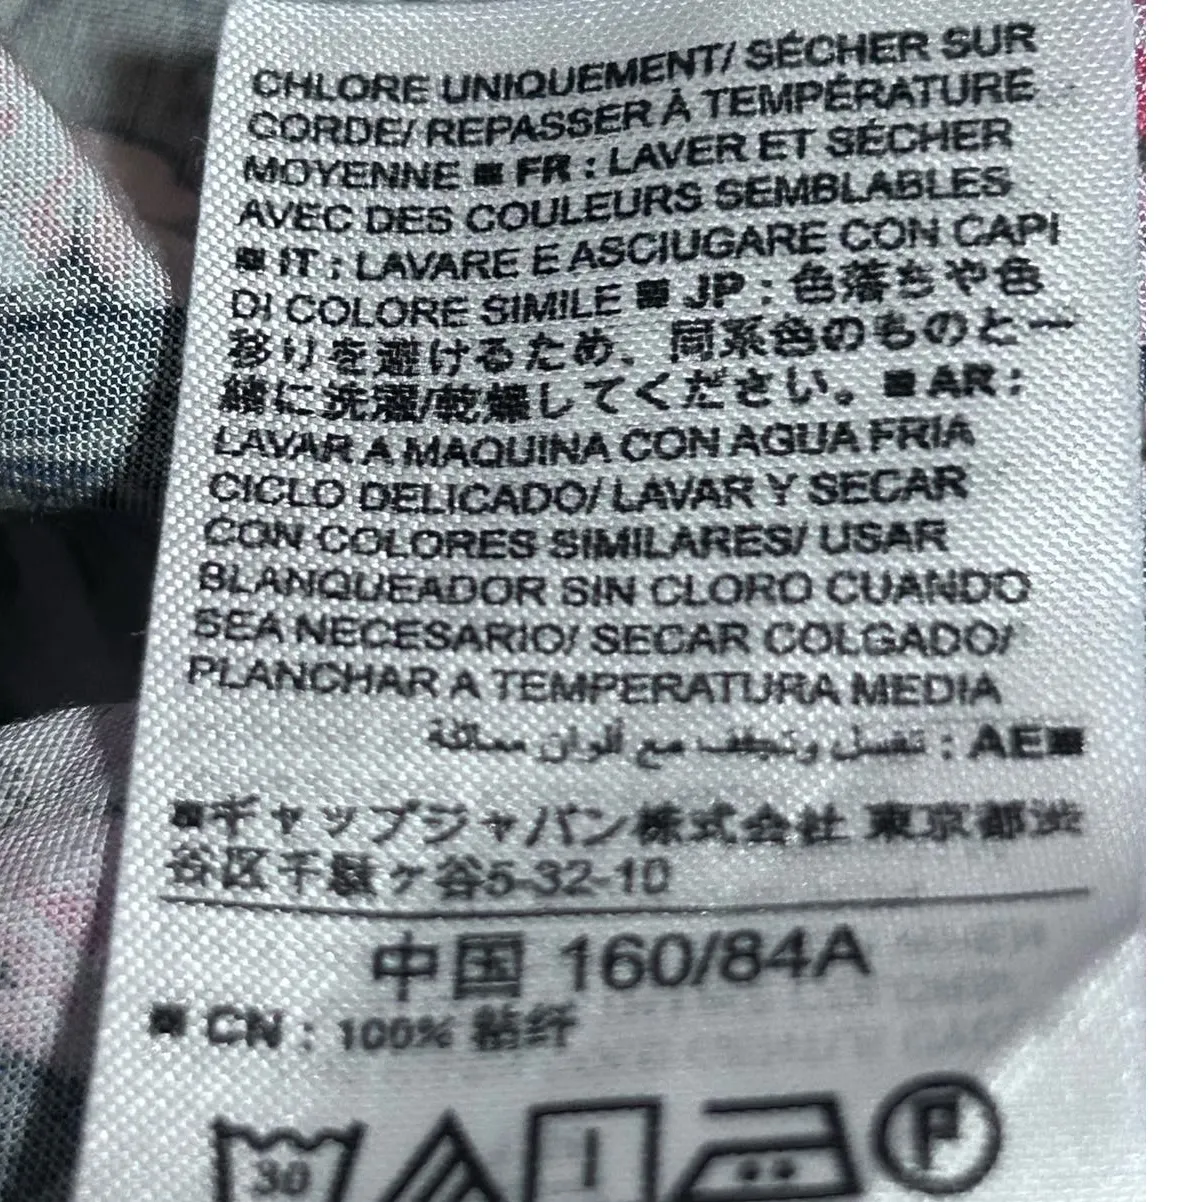 CHLORE UNIQUEMENT/ SÉCHER SUR
CORDE/ REPASSER À TEMPÉRATURE
MOYENNE ■ FR : LAVER ET SÉCHER
AVEC DES COULEURS SEMBLABLES
■ IT : LAVARE E ASCIUGARE CON CAPI
DI COLORE SIMILE ■ JP : 色落ちや色
移りを避けるため、同系色のものと一
緒に洗濯/乾燥してください。■ AR :
LAVAR A MAQUINA CON AGUA FRIA
CICLO DELICADO/ LAVAR Y SECAR
CON COLORES SIMILARES/ USAR
BLANQUEADOR SIN CLORO CUANDO
SEA NECESARIO/ SECAR COLGADO/
PLANCHAR A TEMPERATURA MEDIA
■AE : تغسل وتجفف مع ألوان مماثلة
■ギャップジャパン株式会社 東京都渋
谷区千駄ヶ谷5-32-10
中国 160/84A
■ CN : 100% 粘纤
30
P